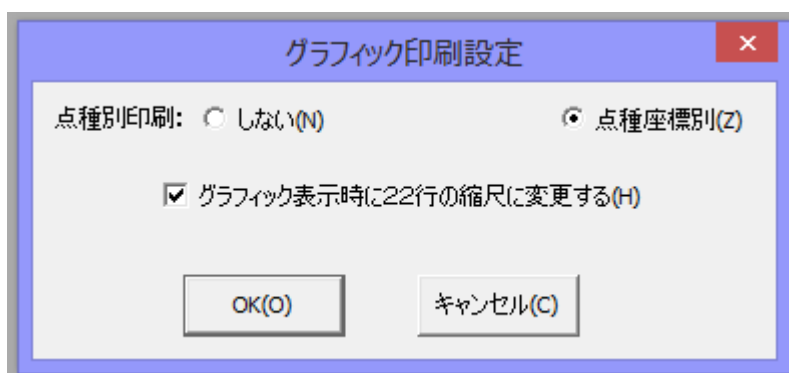 グラフィック印刷設定
点種別印刷: しない(N) 点種座標別(Z)
グラフィック表示時に22行の縮尺に変更する(H)
OK(O) キャンセル(C)